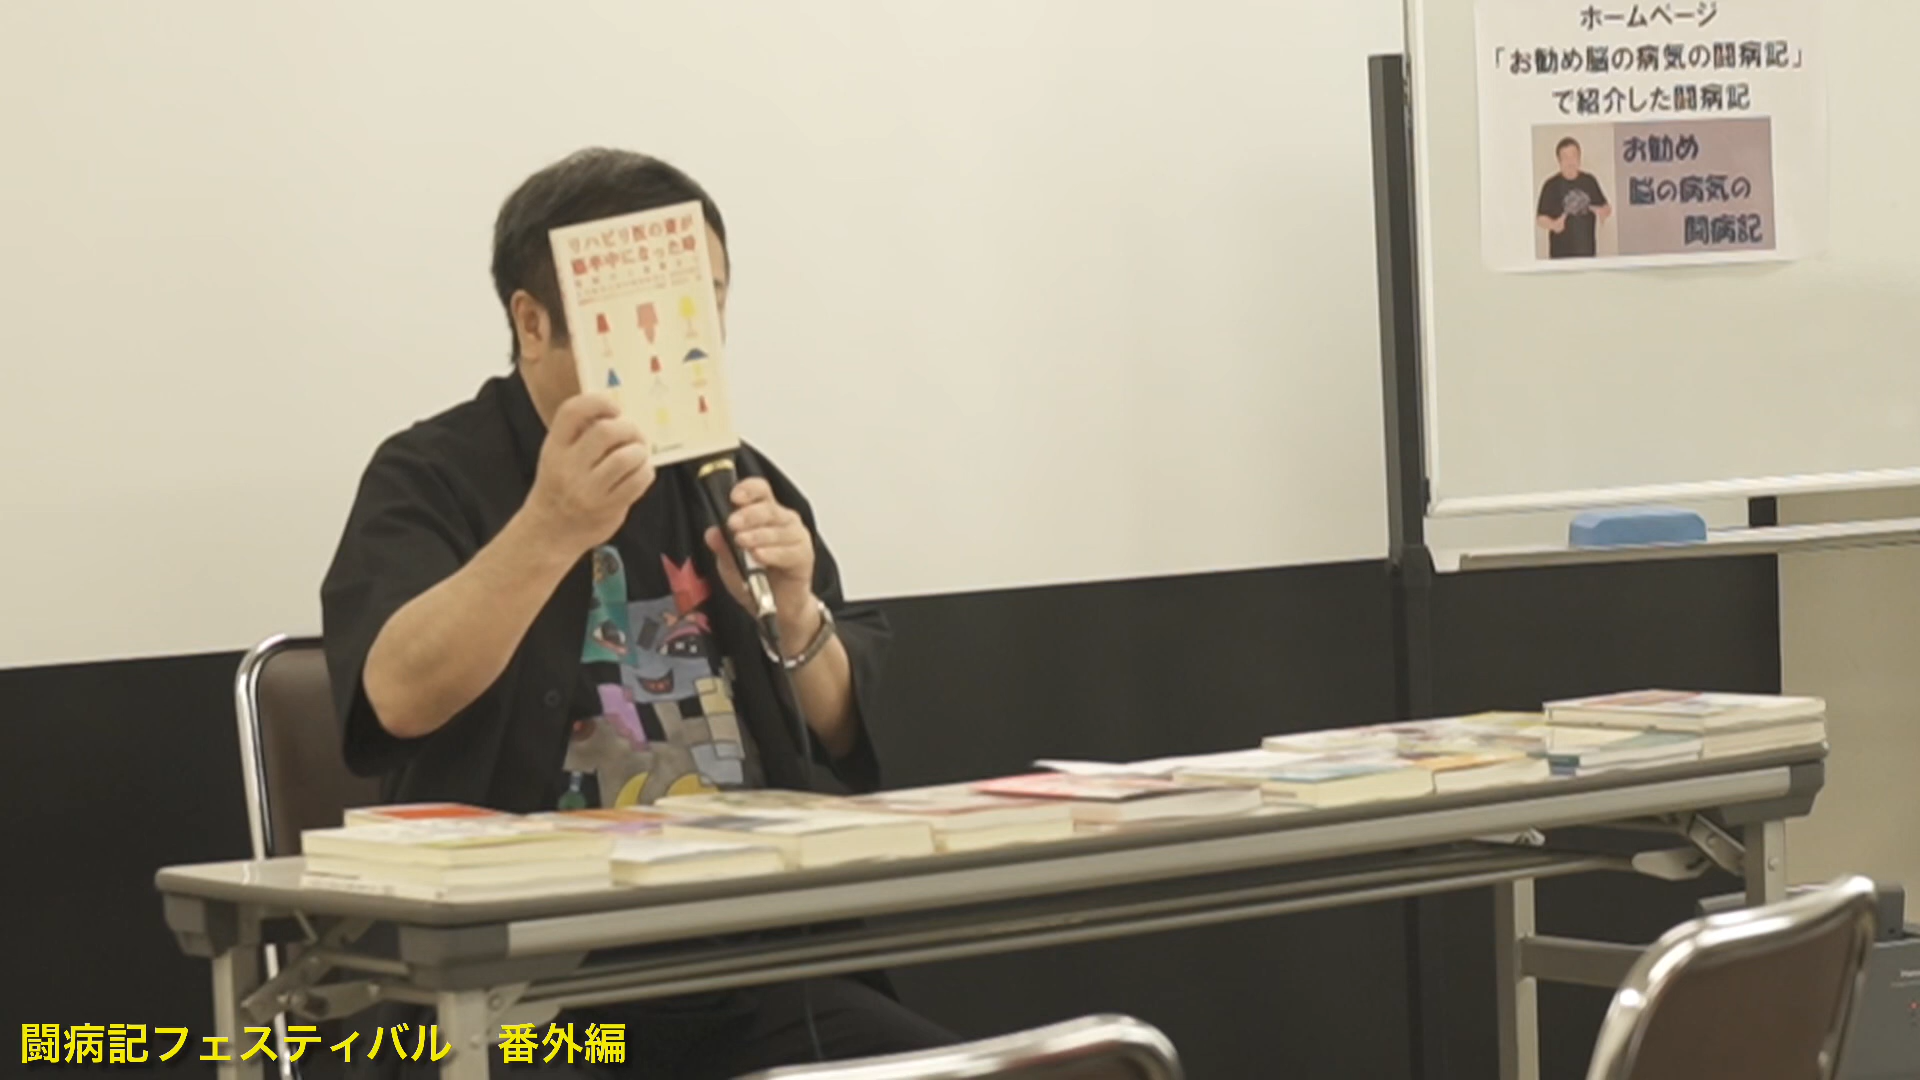 ホームページ
「お勧め脳の病気の闘病記」
で紹介した闘病記
お勧め
脳の病気の
闘病記
リハビリ医の妻が
脳卒中になった時
闘病記フェスティバル 番外編